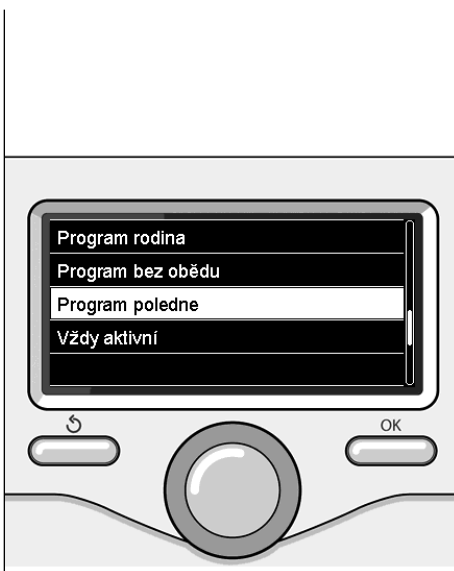 Program rodina
Program bez obědu
Program poledne
Vždy aktivní
OK